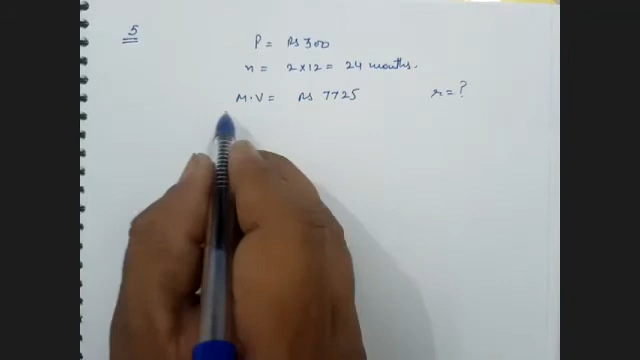 5
P = Rs 300
n = 2 × 12 = 24 months.
M.V = Rs 7725 r = ?